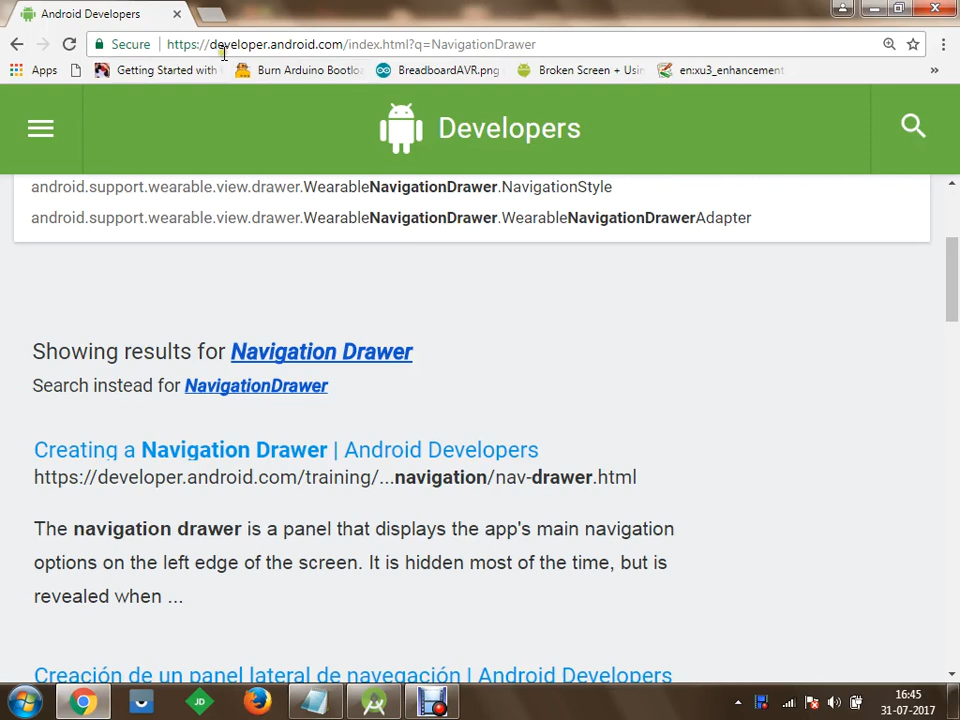 Android Developers
Secure | https://developer.android.com/index.html?q=NavigationDrawer
Apps
Getting Started with
Burn Arduino Bootlo
BreadboardAVR.png
Broken Screen + Usin
en:xu3_enhancement
»
Developers
android.support.wearable.view.drawer.WearableNavigationDrawer.NavigationStyle
android.support.wearable.view.drawer.WearableNavigationDrawer.WearableNavigationDrawerAdapter
Showing results for Navigation Drawer
Search instead for NavigationDrawer
Creating a Navigation Drawer | Android Developers
https://developer.android.com/training/...navigation/nav-drawer.html
The navigation drawer is a panel that displays the app's main navigation
options on the left edge of the screen. It is hidden most of the time, but is
revealed when ...
Creación de un panel lateral de navegación | Android Developers
JD
16:45
31-07-2017